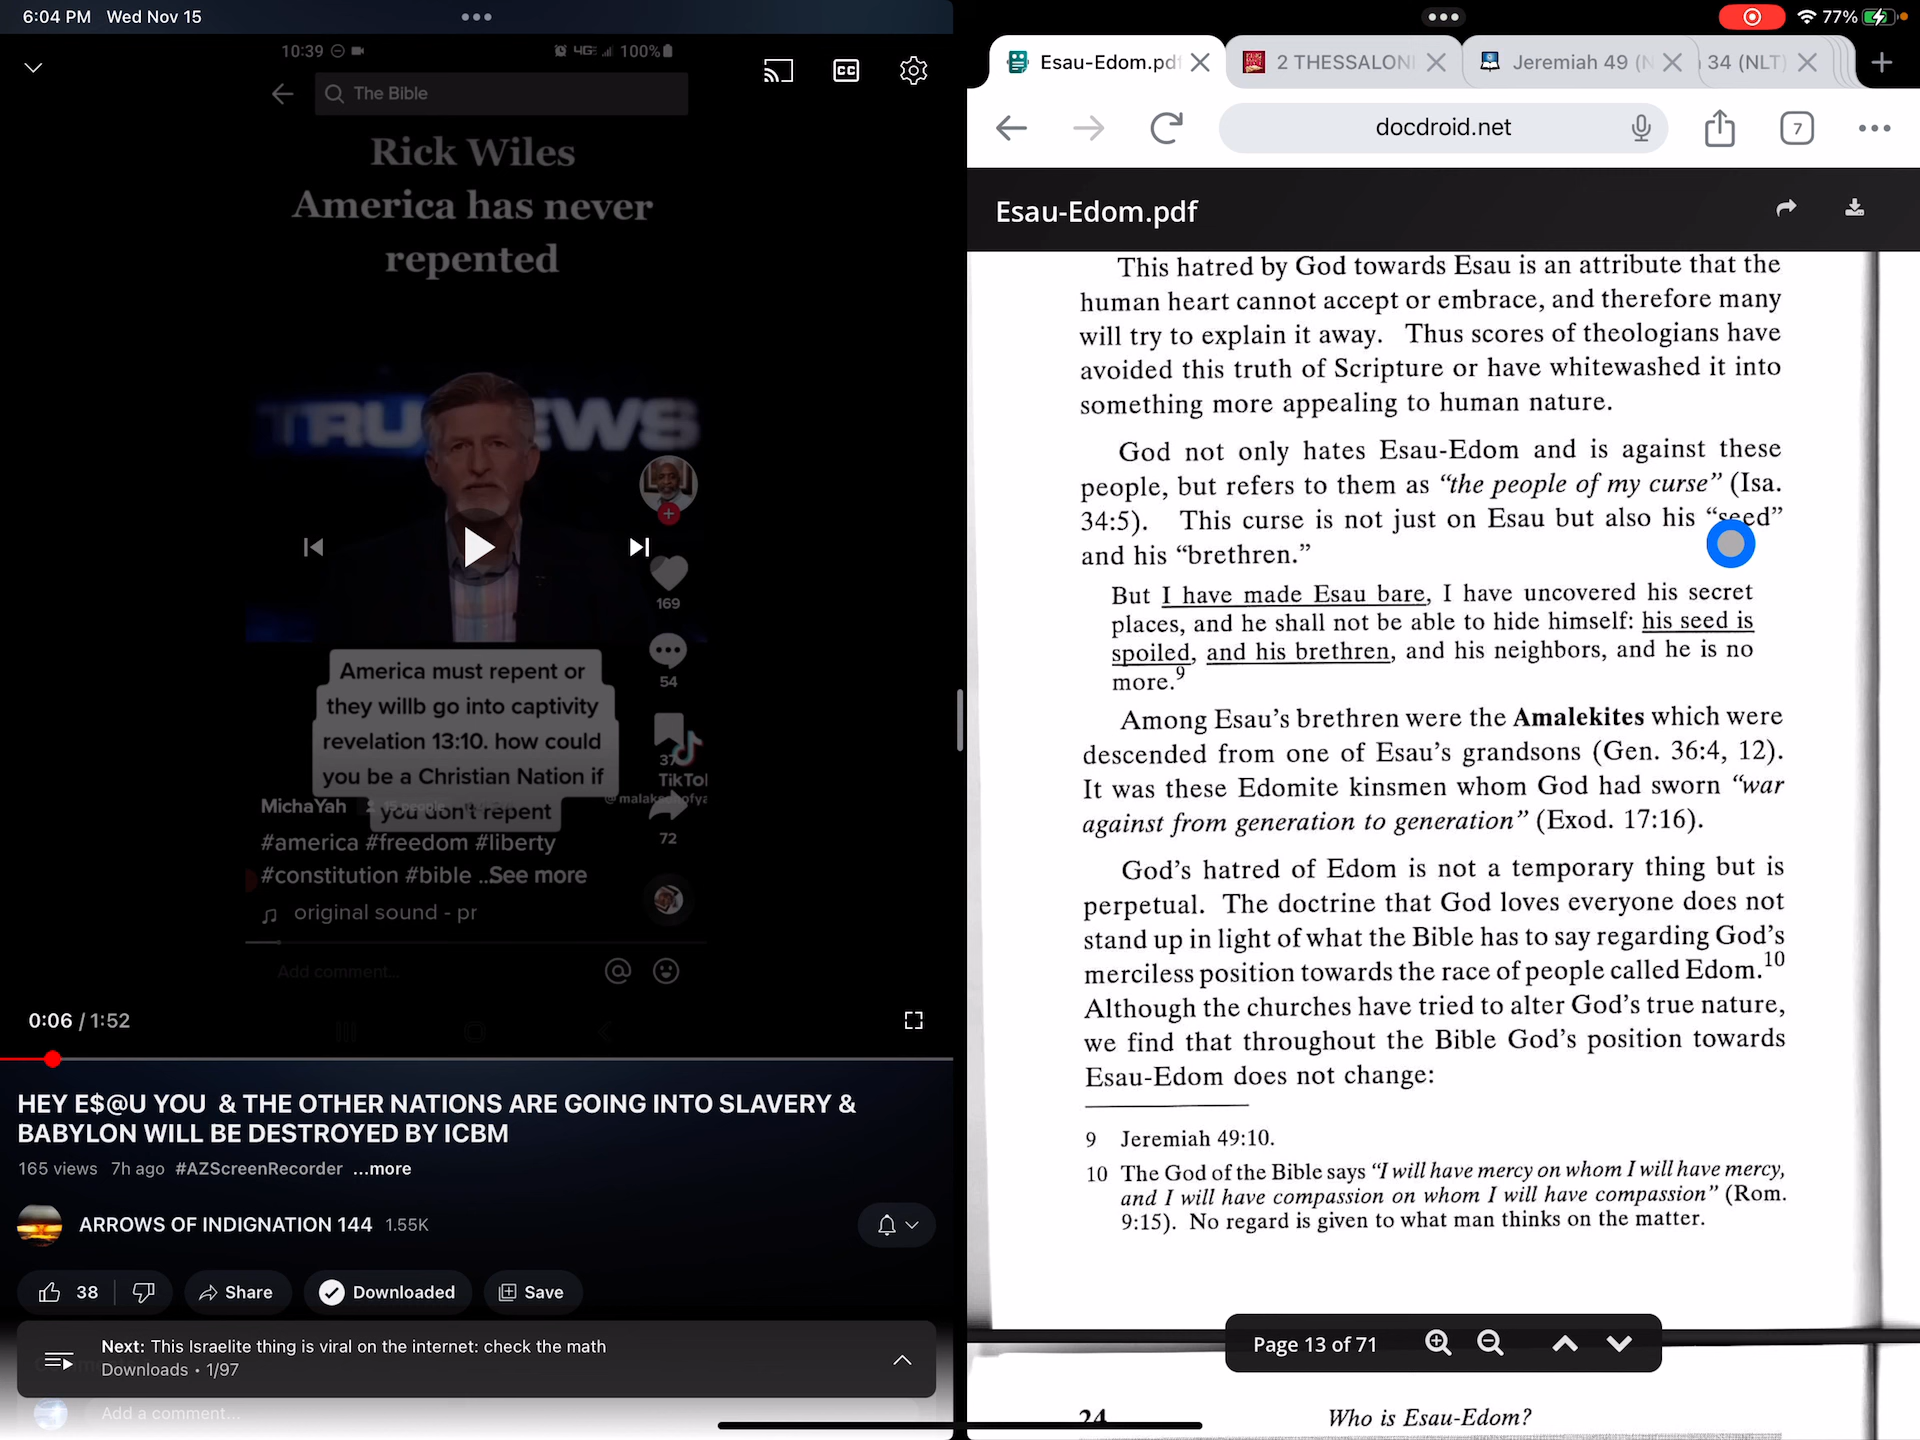 6:04 PM Wed Nov 15
10:39
4G 100%
The Bible
Rick Wiles
America has never
repented
TRUNEWS
169
54
37
TikTok
72
America must repent or
they willb go into captivity
revelation 13:10. how could
you be a Christian Nation if
you don't repent
MichaYah
#america #freedom #liberty
#constitution #bible ..See more
original sound - pr
Add comment...
0:06 / 1:52
HEY E$@U YOU & THE OTHER NATIONS ARE GOING INTO SLAVERY &
BABYLON WILL BE DESTROYED BY ICBM
165 views 7h ago #AZScreenRecorder ...more
ARROWS OF INDIGNATION 144 1.55K
38 Share Downloaded Save
Next: This Israelite thing is viral on the internet: check the math
Downloads • 1/97
Add a comment...
77%
Esau-Edom.pdf 2 THESSALONI Jeremiah 49 (N 34 (NLT)
docdroid.net 7
Esau-Edom.pdf
This hatred by God towards Esau is an attribute that the
human heart cannot accept or embrace, and therefore many
will try to explain it away. Thus scores of theologians have
avoided this truth of Scripture or have whitewashed it into
something more appealing to human nature.
God not only hates Esau-Edom and is against these
people, but refers to them as “the people of my curse” (Isa.
34:5). This curse is not just on Esau but also his “seed”
and his “brethren.”
But I have made Esau bare, I have uncovered his secret
places, and he shall not be able to hide himself: his seed is
spoiled, and his brethren, and his neighbors, and he is no
more.9
Among Esau’s brethren were the Amalekites which were
descended from one of Esau’s grandsons (Gen. 36:4, 12).
It was these Edomite kinsmen whom God had sworn “war
against from generation to generation” (Exod. 17:16).
God’s hatred of Edom is not a temporary thing but is
perpetual. The doctrine that God loves everyone does not
stand up in light of what the Bible has to say regarding God’s
merciless position towards the race of people called Edom.10
Although the churches have tried to alter God’s true nature,
we find that throughout the Bible God’s position towards
Esau-Edom does not change:
9 Jeremiah 49:10.
10 The God of the Bible says “I will have mercy on whom I will have mercy,
and I will have compassion on whom I will have compassion” (Rom.
9:15). No regard is given to what man thinks on the matter.
Page 13 of 71
24 Who is Esau-Edom?